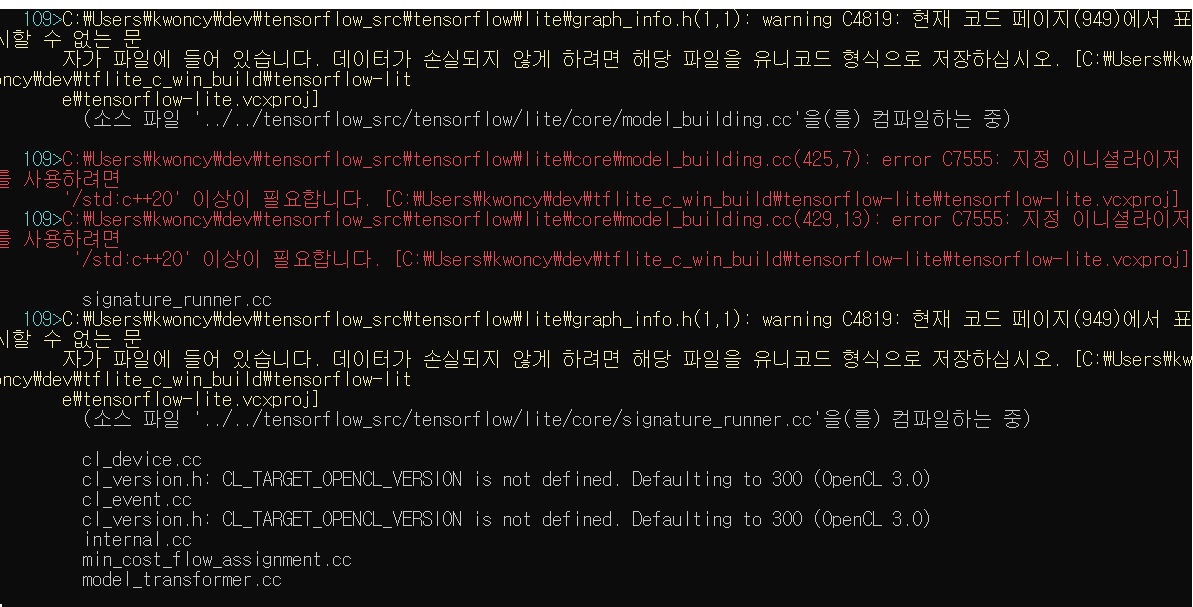 109>C:₩Users₩kwoncy₩dev₩tensorflow_src₩tensorflow₩lite₩graph_info.h(1,1): warning C4819: 현재 코드 페이지(949)에서 표
시할 수 없는 문
자가 파일에 들어 있습니다. 데이터가 손실되지 않게 하려면 해당 파일을 유니코드 형식으로 저장하십시오. [C:₩Users₩kw
oncy₩dev₩tflite_c_win_build₩tensorflow-lit
e₩tensorflow-lite.vcxproj]
(소스 파일 '../../tensorflow_src/tensorflow/lite/core/model_building.cc'을(를) 컴파일하는 중)
109>C:₩Users₩kwoncy₩dev₩tensorflow_src₩tensorflow₩lite₩core₩model_building.cc(425,7): error C7555: 지정 이니셜라이저
를 사용하려면
'/std:c++20' 이상이 필요합니다. [C:₩Users₩kwoncy₩dev₩tflite_c_win_build₩tensorflow-lite₩tensorflow-lite.vcxproj]
109>C:₩Users₩kwoncy₩dev₩tensorflow_src₩tensorflow₩lite₩core₩model_building.cc(429,13): error C7555: 지정 이니셜라이저
를 사용하려면
'/std:c++20' 이상이 필요합니다. [C:₩Users₩kwoncy₩dev₩tflite_c_win_build₩tensorflow-lite₩tensorflow-lite.vcxproj]
signature_runner.cc
109>C:₩Users₩kwoncy₩dev₩tensorflow_src₩tensorflow₩lite₩graph_info.h(1,1): warning C4819: 현재 코드 페이지(949)에서 표
시할 수 없는 문
자가 파일에 들어 있습니다. 데이터가 손실되지 않게 하려면 해당 파일을 유니코드 형식으로 저장하십시오. [C:₩Users₩kw
oncy₩dev₩tflite_c_win_build₩tensorflow-lit
e₩tensorflow-lite.vcxproj]
(소스 파일 '../../tensorflow_src/tensorflow/lite/core/signature_runner.cc'을(를) 컴파일하는 중)
cl_device.cc
cl_version.h: CL_TARGET_OPENCL_VERSION is not defined. Defaulting to 300 (OpenCL 3.0)
cl_event.cc
cl_version.h: CL_TARGET_OPENCL_VERSION is not defined. Defaulting to 300 (OpenCL 3.0)
internal.cc
min_cost_flow_assignment.cc
model_transformer.cc